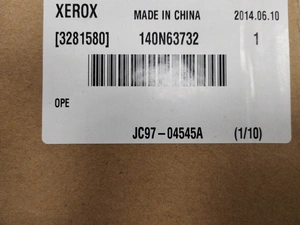 XEROX MADE IN CHINA 2014.06.10
[3281580] 140N63732 1
OPE
JC97-04545A (1/10)